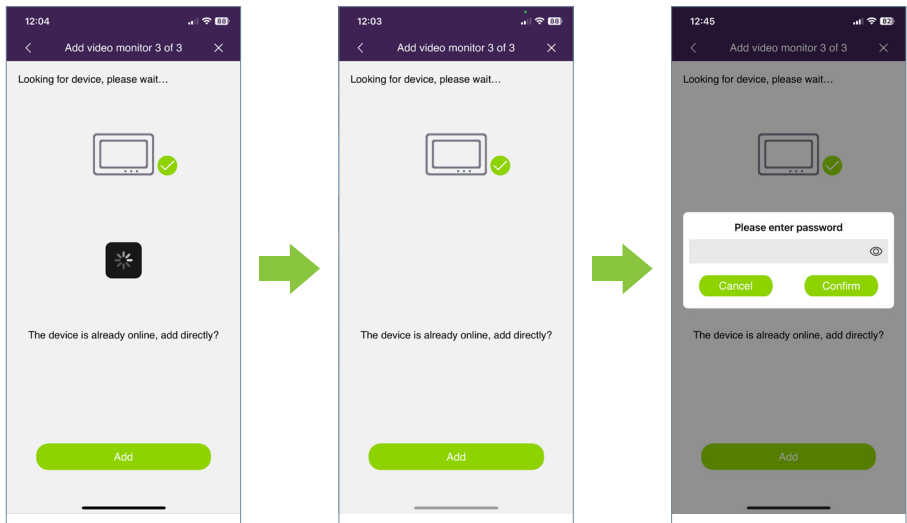 12:04
88
Add video monitor 3 of 3
Looking for device, please wait...
The device is already online, add directly?
Add
12:03
88
Add video monitor 3 of 3
Looking for device, please wait...
The device is already online, add directly?
Add
12:45
82
Add video monitor 3 of 3
Looking for device, please wait...
Please enter password
Cancel
Confirm
The device is already online, add directly?
Add